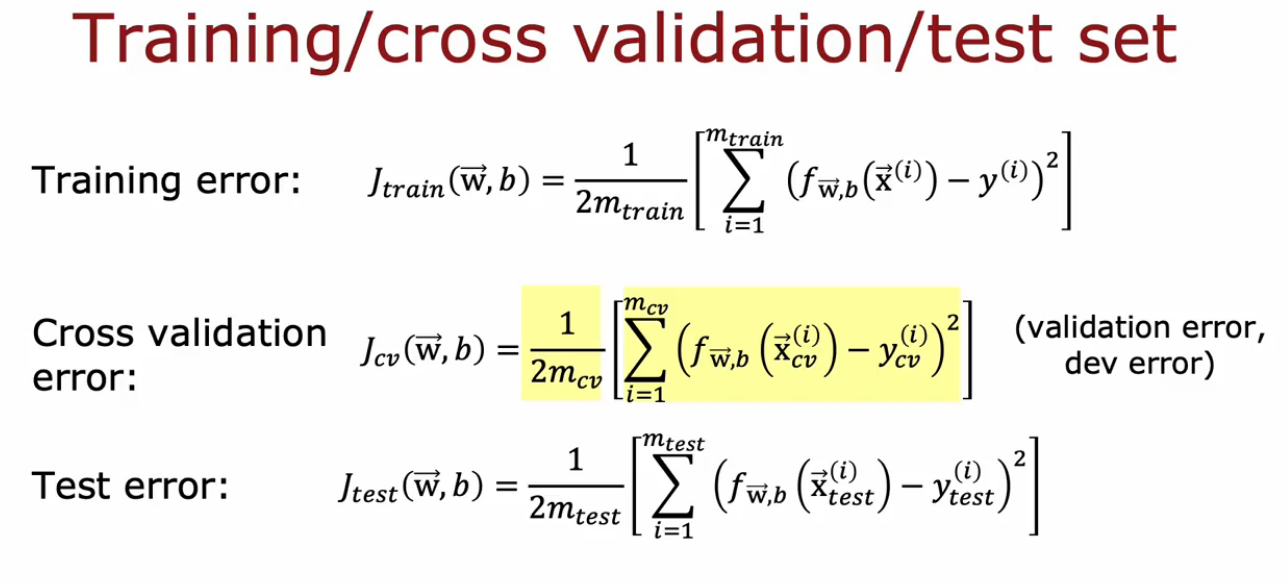 Training/cross validation/test set
Training error: $J_{train}(\vec{w}, b) = \frac{1}{2m_{train}} \left[ \sum_{i=1}^{m_{train}} \left( f_{\vec{w},b}(\vec{x}^{(i)}) - y^{(i)} \right)^2 \right]$
Cross validation error: $J_{cv}(\vec{w}, b) = \frac{1}{2m_{cv}} \left[ \sum_{i=1}^{m_{cv}} \left( f_{\vec{w},b}\left(\vec{x}_{cv}^{(i)}\right) - y_{cv}^{(i)} \right)^2 \right]$ (validation error, dev error)
Test error: $J_{test}(\vec{w}, b) = \frac{1}{2m_{test}} \left[ \sum_{i=1}^{m_{test}} \left( f_{\vec{w},b}\left(\vec{x}_{test}^{(i)}\right) - y_{test}^{(i)} \right)^2 \right]$